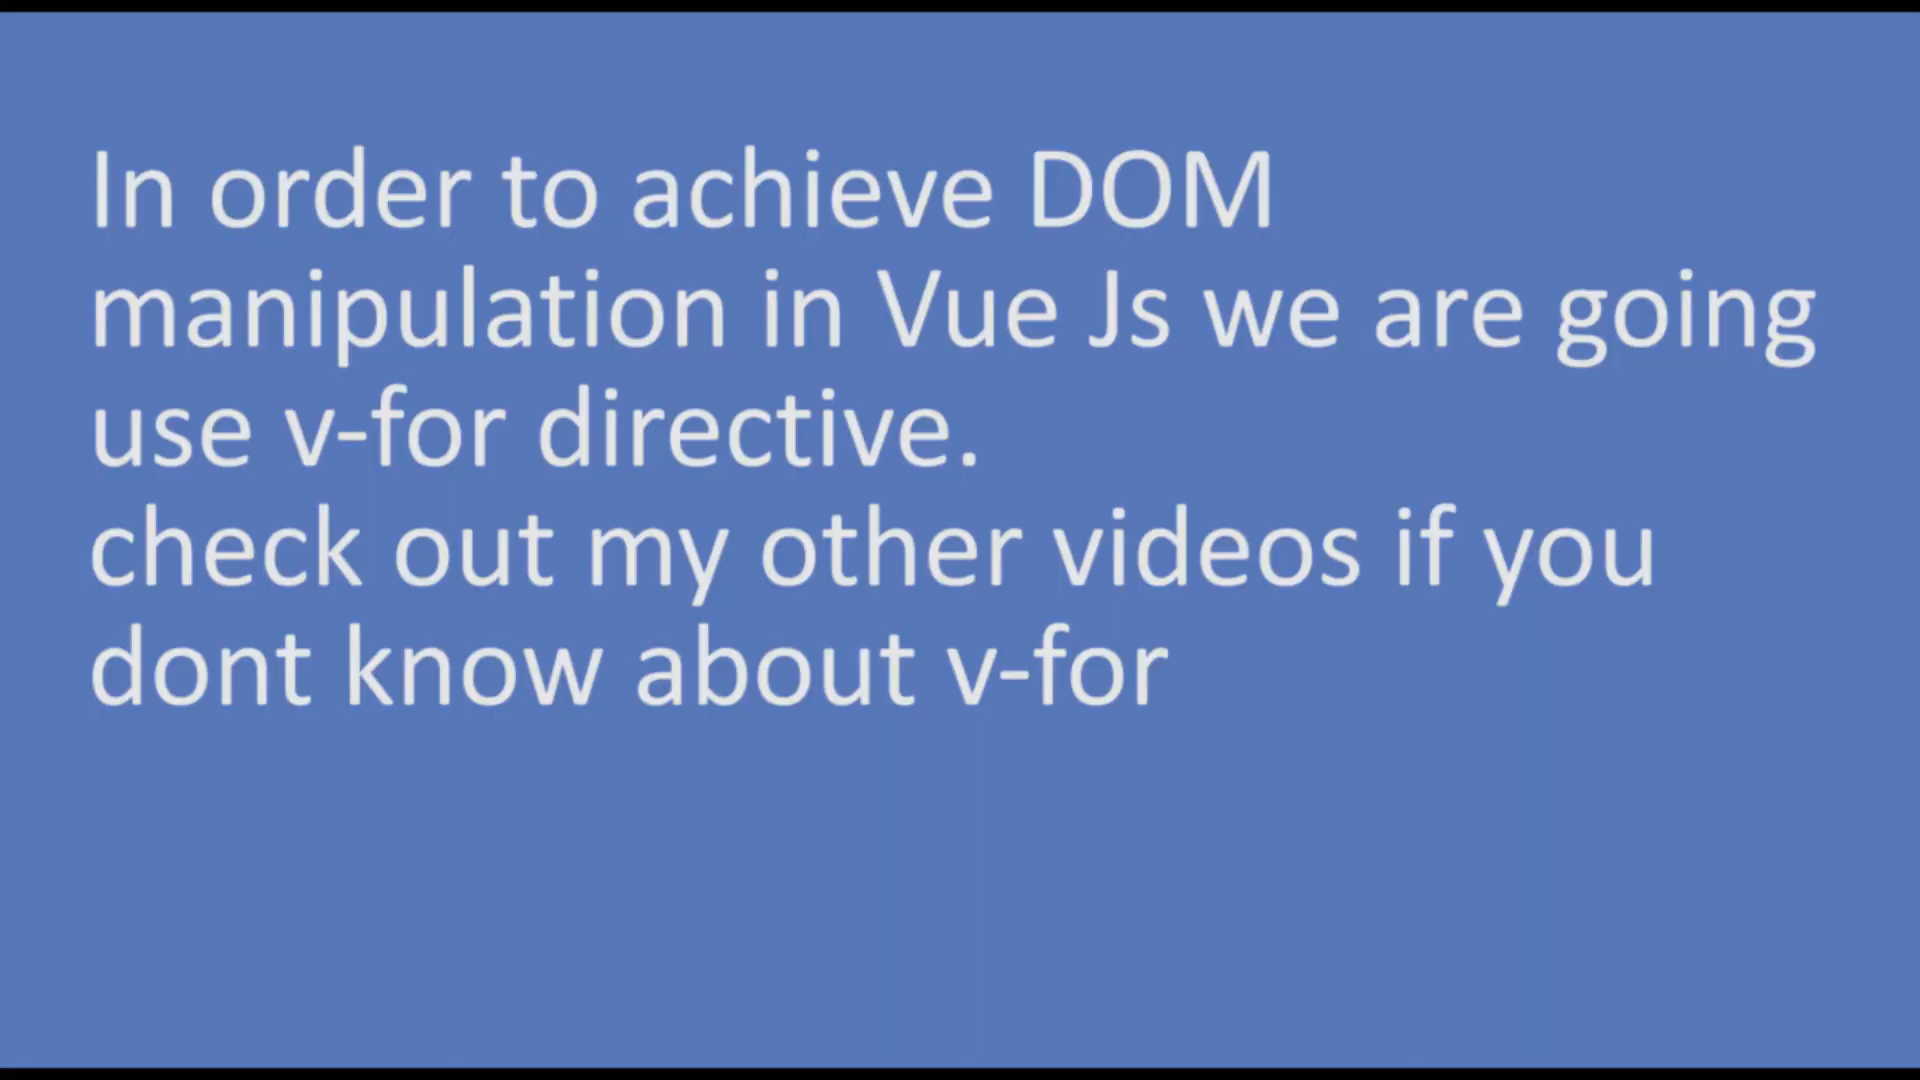 In order to achieve DOM
manipulation in Vue Js we are going
use v-for directive.
check out my other videos if you
dont know about v-for